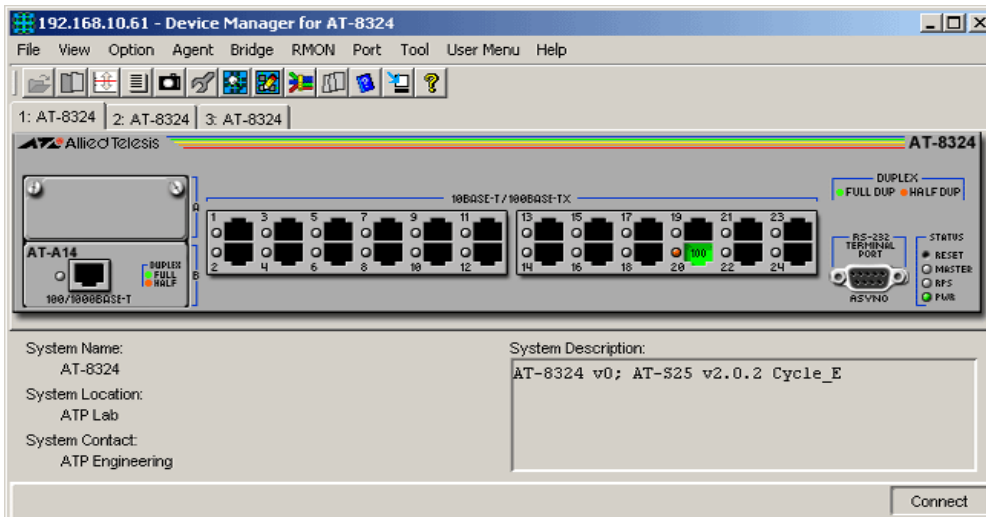 192.168.10.61 - Device Manager for AT-8324
File View Option Agent Bridge RMON Port Tool User Menu Help
1: AT-8324 2: AT-8324 3: AT-8324
Allied Telesis AT-8324
DUPLEX
FULL DUP HALF DUP
10BASE-T/100BASE-TX
A
1 3 5 7 9 11 13 15 17 19 21 23
100
2 4 6 8 10 12 14 16 18 20 22 24
B
AT-A14
DUPLEX
FULL
HALF
100/1000BASE-T
RS-232
TERMINAL
PORT
ASYNO
STATUS
RESET
MASTER
RPS
PWR
System Name:
AT-8324
System Location:
ATP Lab
System Contact:
ATP Engineering
System Description:
AT-8324 v0; AT-S25 v2.0.2 Cycle_E
Connect